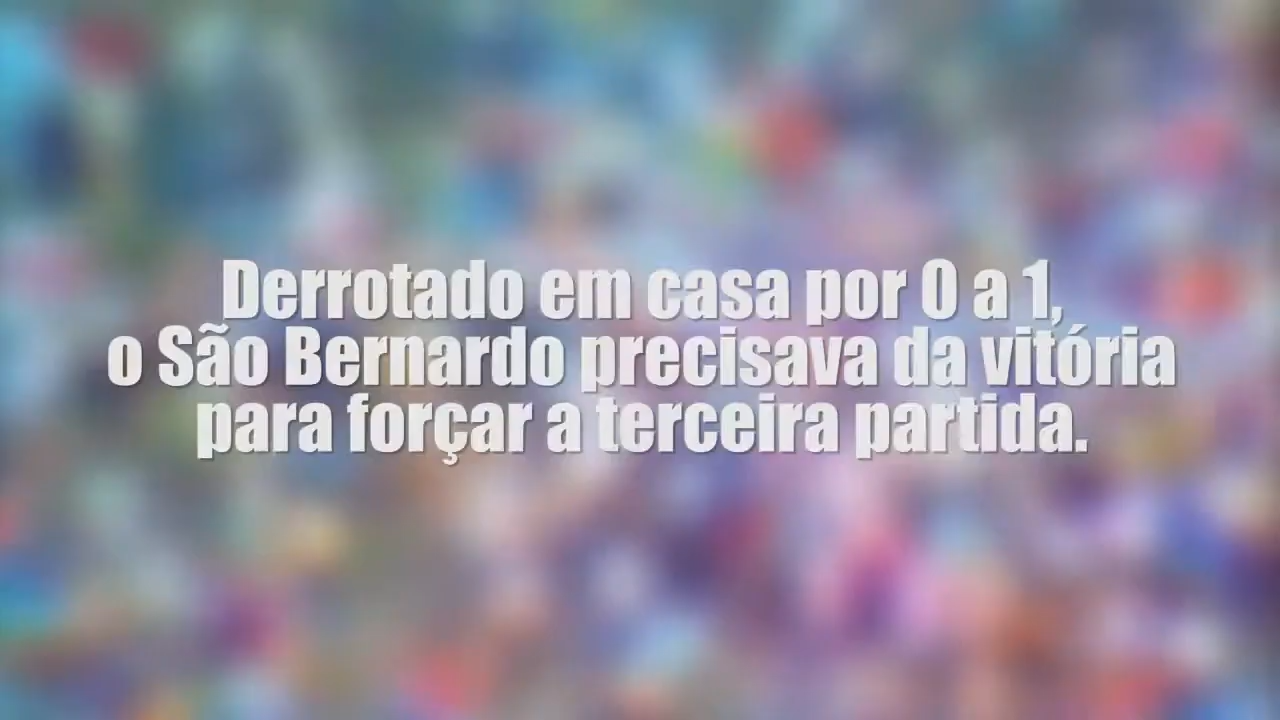 Derrotado em casa por 0 a 1,
o São Bernardo precisava da vitória
para forçar a terceira partida.